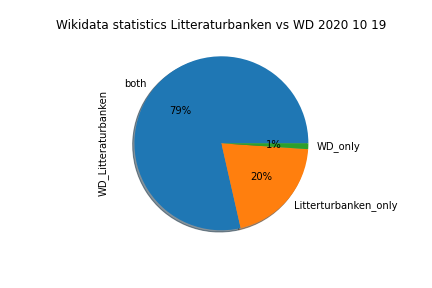 Wikidata statistics Litteraturbanken vs WD 2020 10 19
both
79%
WD_Litteraturbanken
1%
WD_only
20%
Litterturbanken_only